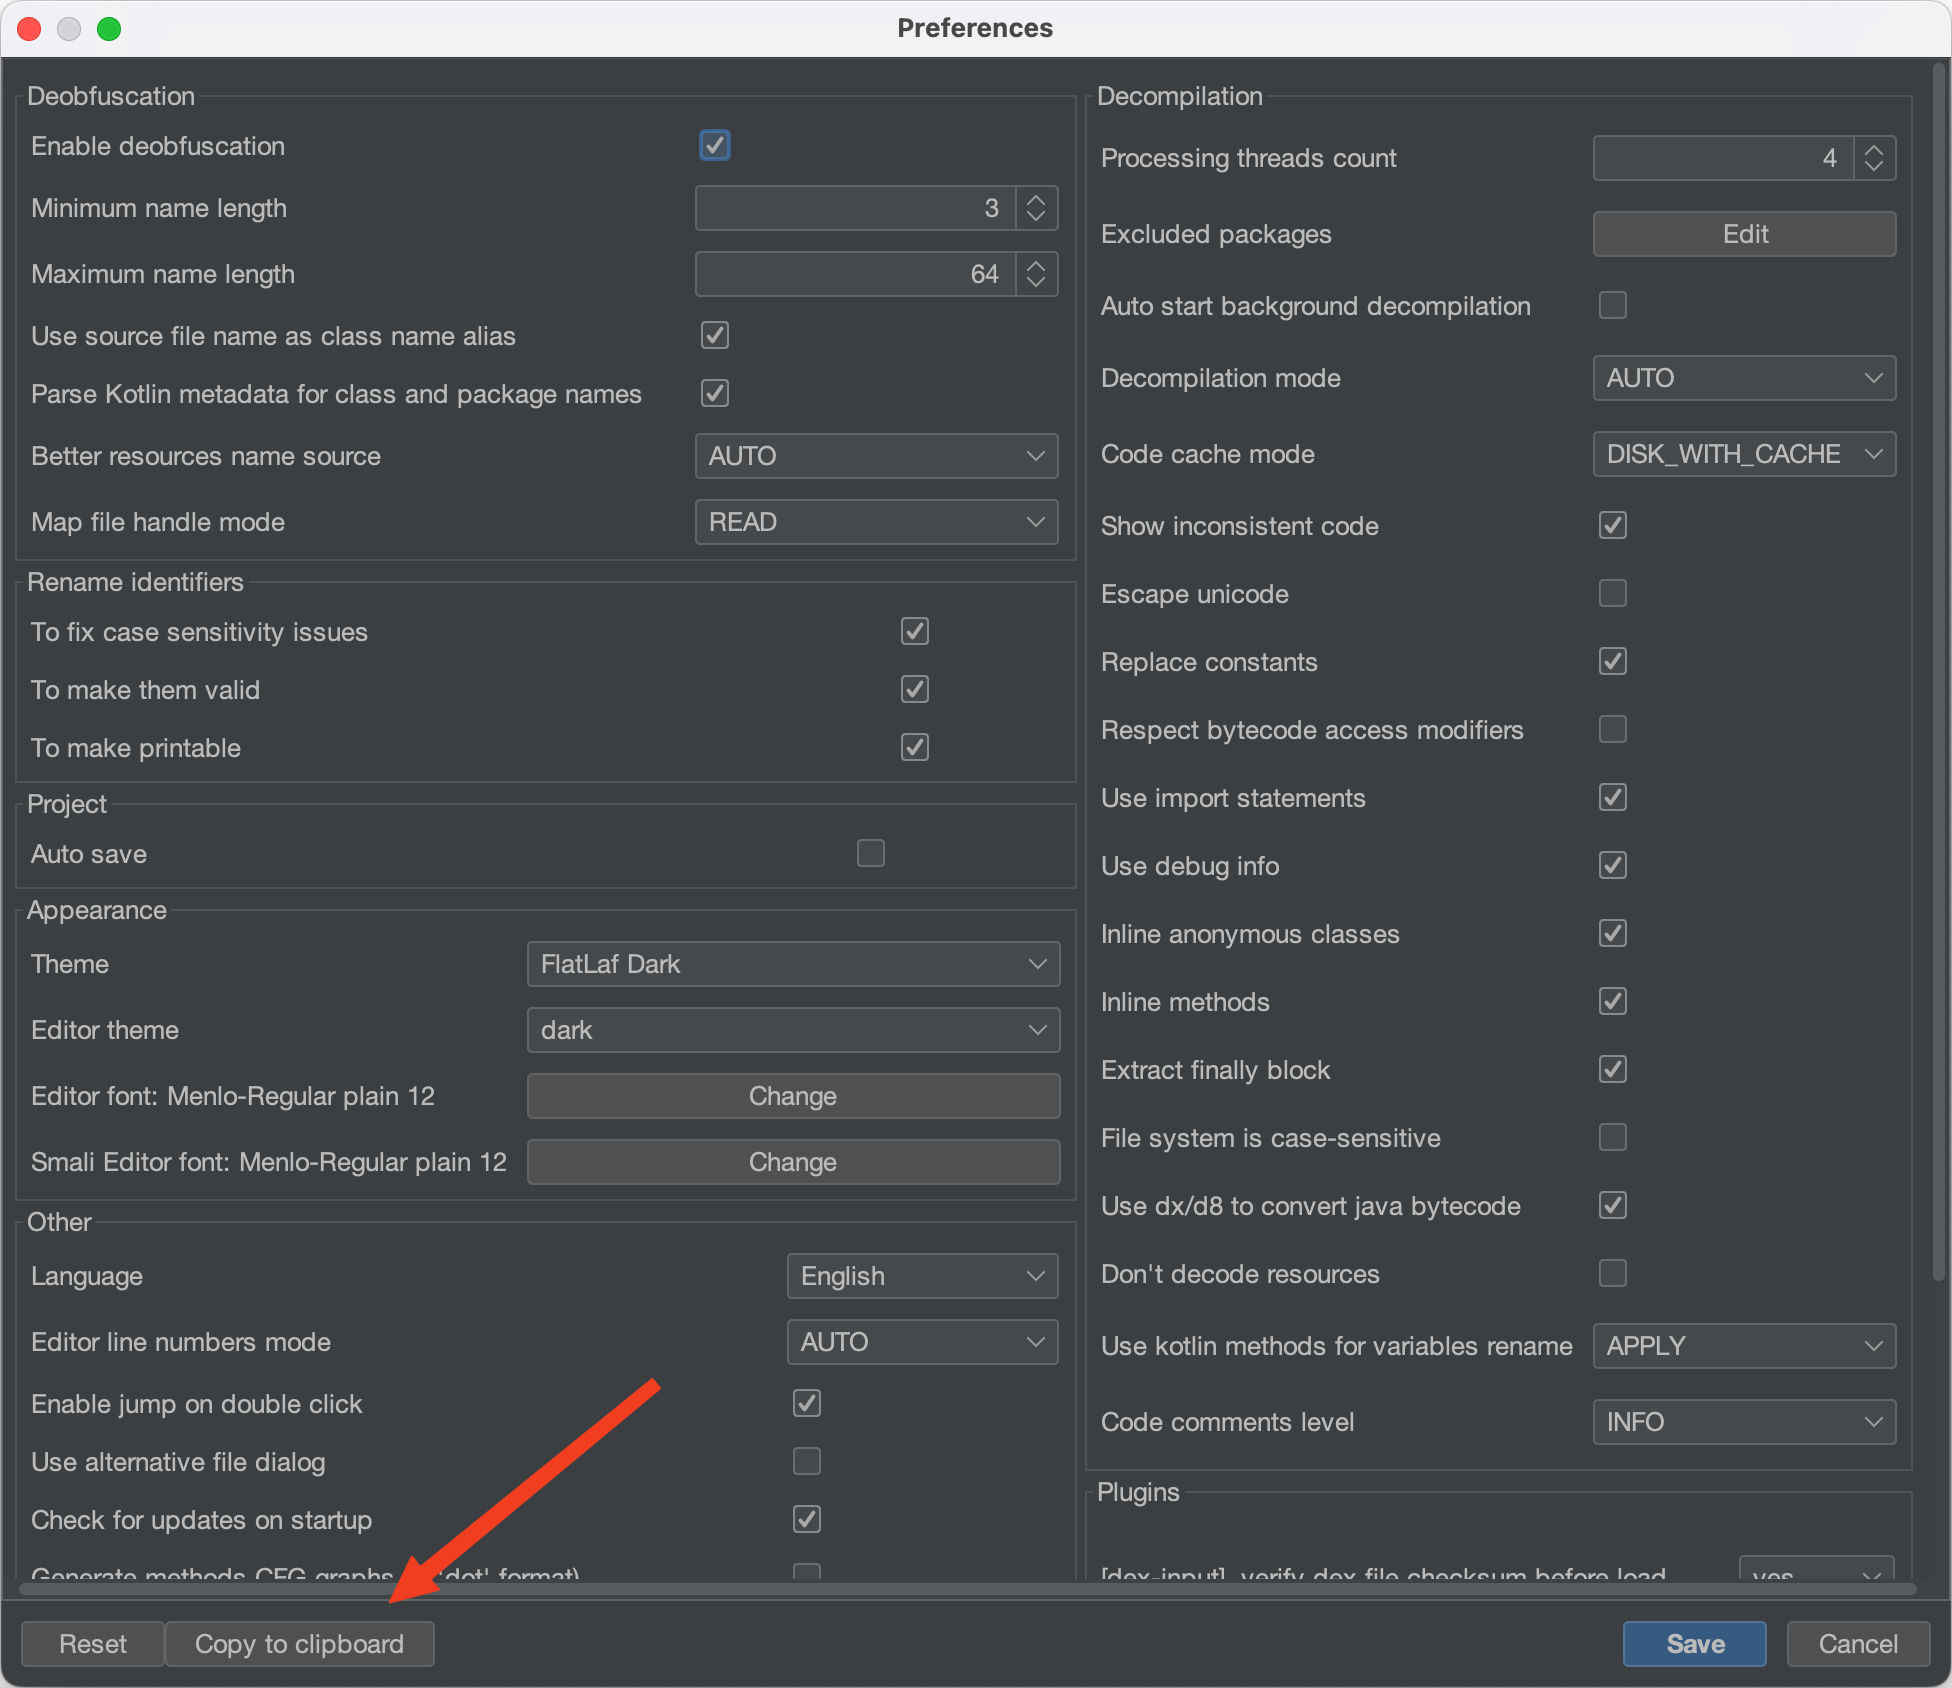 Preferences
Deobfuscation
Enable deobfuscation
Minimum name length 3
Maximum name length 64
Use source file name as class name alias
Parse Kotlin metadata for class and package names
Better resources name source AUTO
Map file handle mode READ
Rename identifiers
To fix case sensitivity issues
To make them valid
To make printable
Project
Auto save
Appearance
Theme FlatLaf Dark
Editor theme dark
Editor font: Menlo-Regular plain 12 Change
Smali Editor font: Menlo-Regular plain 12 Change
Other
Language English
Editor line numbers mode AUTO
Enable jump on double click
Use alternative file dialog
Check for updates on startup
Generate methods CFG graphs 'dot' format)
Decompilation
Processing threads count 4
Excluded packages Edit
Auto start background decompilation
Decompilation mode AUTO
Code cache mode DISK_WITH_CACHE
Show inconsistent code
Escape unicode
Replace constants
Respect bytecode access modifiers
Use import statements
Use debug info
Inline anonymous classes
Inline methods
Extract finally block
File system is case-sensitive
Use dx/d8 to convert java bytecode
Don't decode resources
Use kotlin methods for variables rename APPLY
Code comments level INFO
Plugins
[dex-input] verify dex file checksum before load yes
Reset Copy to clipboard Save Cancel